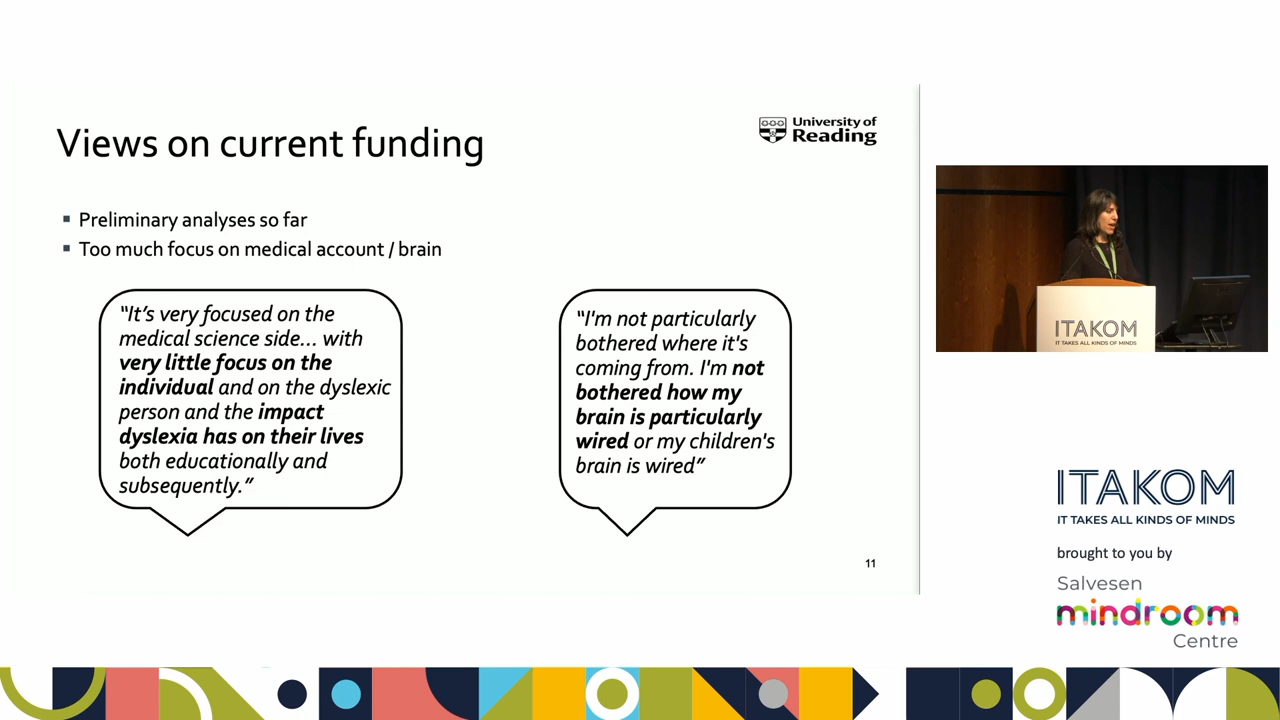 Views on current funding
University of
Reading
▪ Preliminary analyses so far
▪ Too much focus on medical account / brain
“It’s very focused on the
medical science side... with
very little focus on the
individual and on the dyslexic
person and the impact
dyslexia has on their lives
both educationally and
subsequently.”
“I'm not particularly
bothered where it's
coming from. I'm not
bothered how my
brain is particularly
wired or my children's
brain is wired”
11
ITAKOM
IT TAKES ALL KINDS OF MINDS
ITAKOM
IT TAKES ALL KINDS OF MINDS
brought to you by
Salvesen
mindroom
Centre